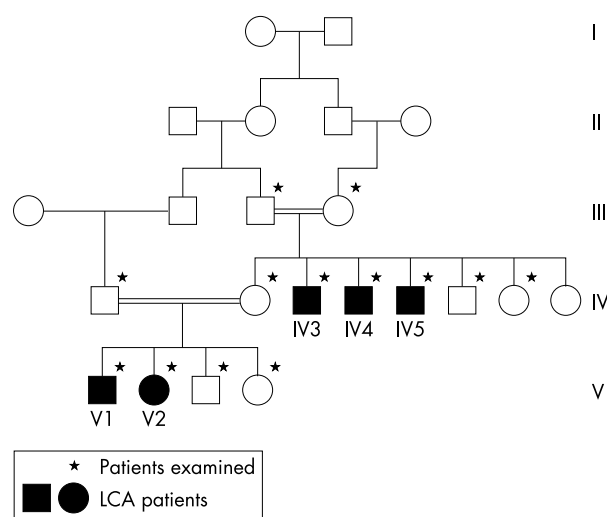 I
II
III
IV
IV3 IV4 IV5
V
V1 V2
Patients examined
LCA patients